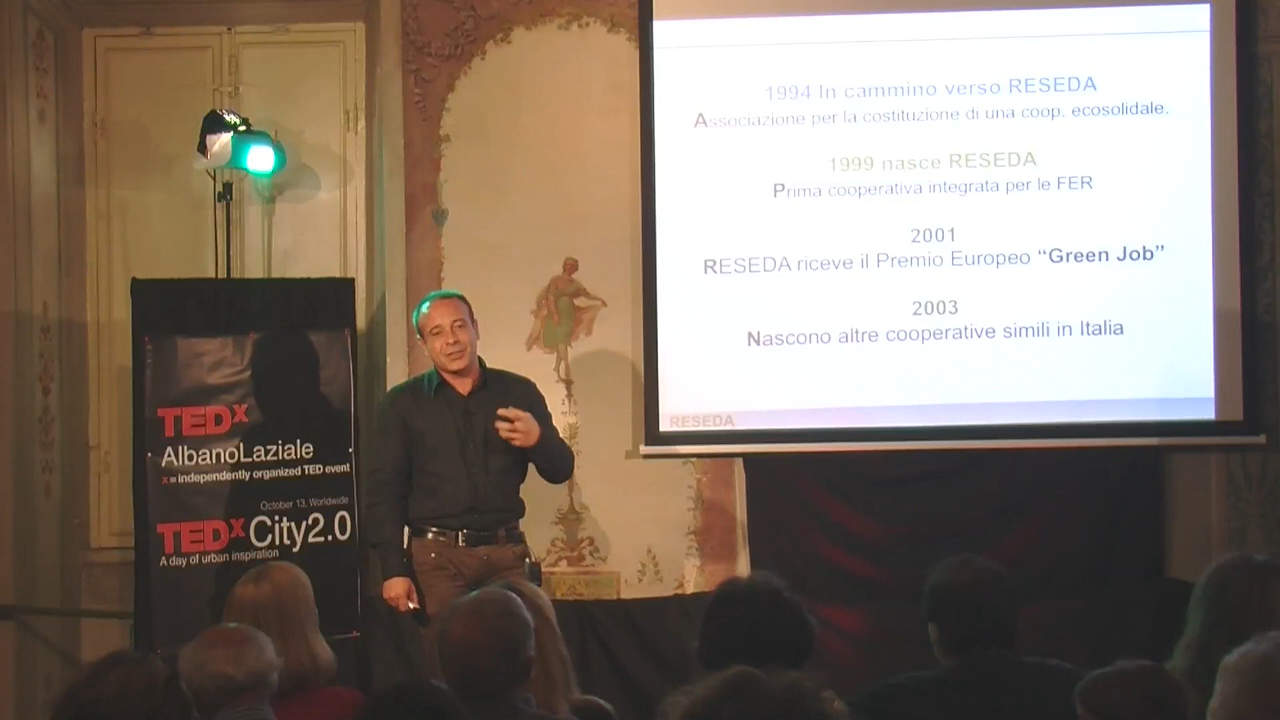 1994 In cammino verso RESEDA
Associazione per la costituzione di una coop. ecosolidale.
1999 nasce RESEDA
Prima cooperativa integrata per le FER
2001
RESEDA riceve il Premio Europeo “Green Job”
2003
Nascono altre cooperative simili in Italia
RESEDA
TEDx
AlbanoLaziale
x = independently organized TED event
October 13, Worldwide
TEDxCity2.0
A day of urban inspiration